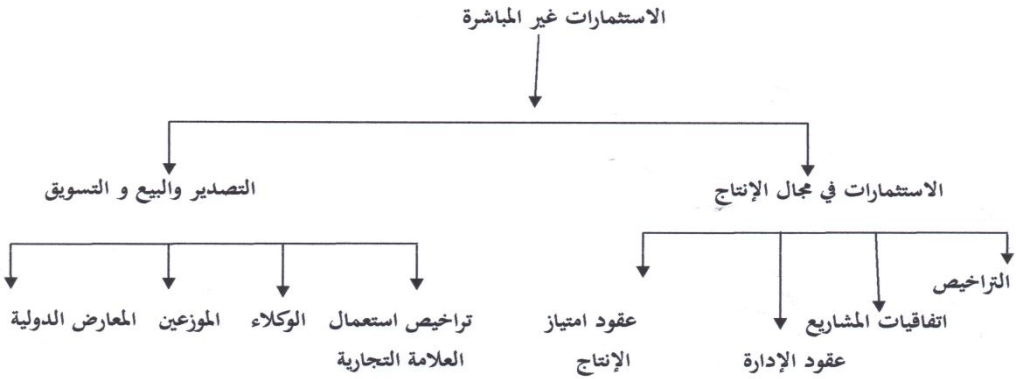 الاستثمارات غير المباشرة
الاستثمارات في مجال الإنتاج
التصدير والبيع و التسويق
التراخيص
اتفاقيات المشاريع
عقود الإدارة
عقود امتياز
الإنتاج
تراخيص استعمال
العلامة التجارية
الوكلاء
الموزعين
المعارض الدولية